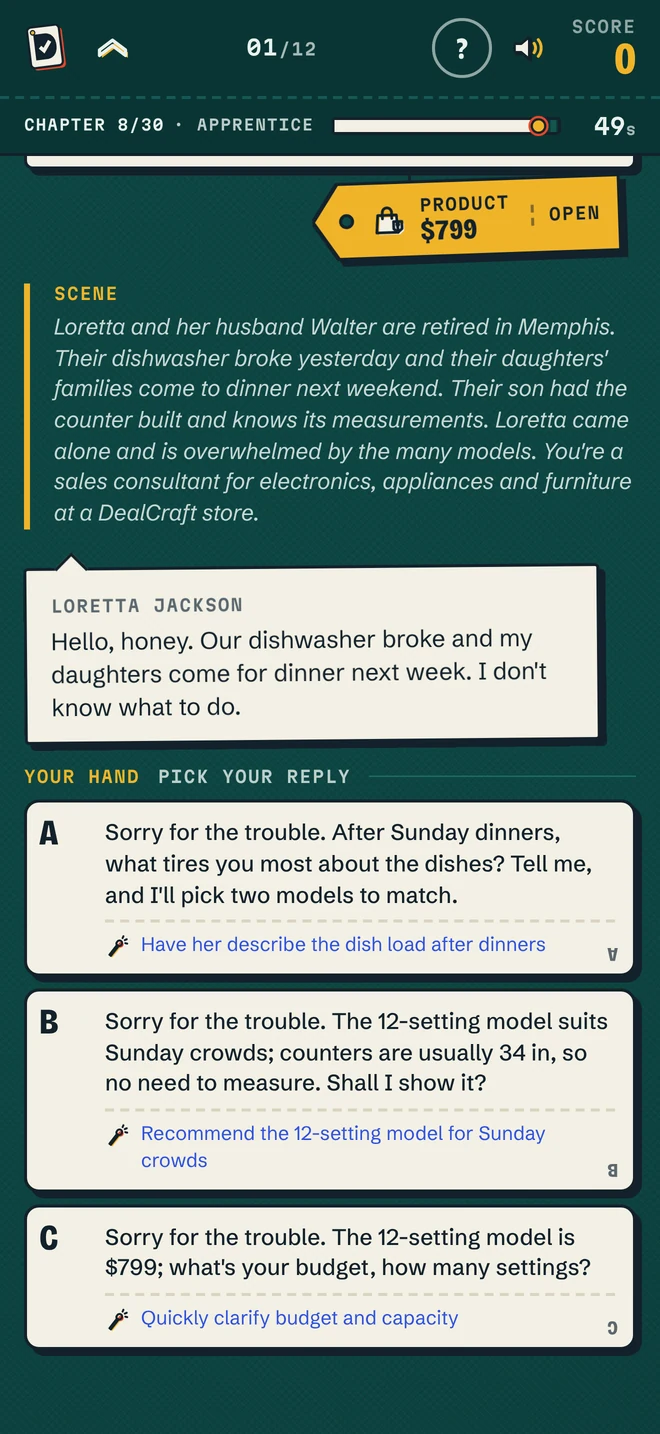 SCORE
01/12
?
0
CHAPTER 8/30 · APPRENTICE
49s
PRODUCT
$799
OPEN
SCENE
Loretta and her husband Walter are retired in Memphis.
Their dishwasher broke yesterday and their daughters'
families come to dinner next weekend. Their son had the
counter built and knows its measurements. Loretta came
alone and is overwhelmed by the many models. You're a
sales consultant for electronics, appliances and furniture
at a DealCraft store.
LORETTA JACKSON
Hello, honey. Our dishwasher broke and my
daughters come for dinner next week. I don't
know what to do.
YOUR HAND PICK YOUR REPLY
A
Sorry for the trouble. After Sunday dinners,
what tires you most about the dishes? Tell me,
and I'll pick two models to match.
Have her describe the dish load after dinners
A
B
Sorry for the trouble. The 12-setting model suits
Sunday crowds; counters are usually 34 in, so
no need to measure. Shall I show it?
Recommend the 12-setting model for Sunday
crowds
B
C
Sorry for the trouble. The 12-setting model is
$799; what's your budget, how many settings?
Quickly clarify budget and capacity
C